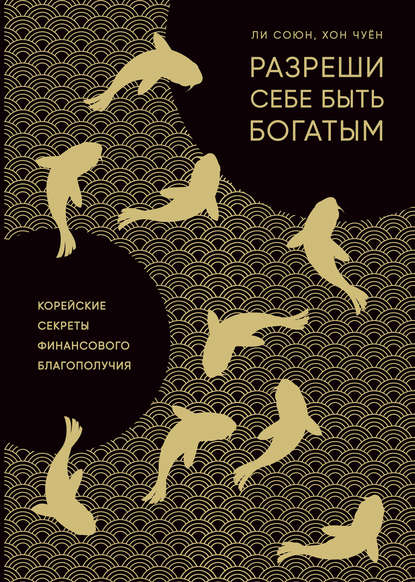 ЛИ СОЮН, ХОН ЧУЁН
РАЗРЕШИ
СЕБЕ БЫТЬ
БОГАТЫМ
КОРЕЙСКИЕ
СЕКРЕТЫ
ФИНАНСОВОГО
БЛАГОПОЛУЧИЯ